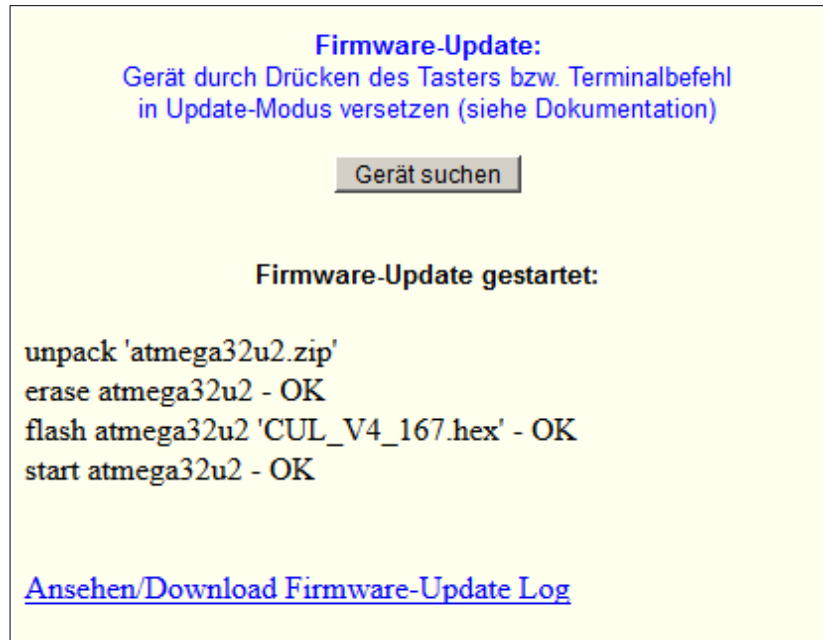 Firmware-Update:
Gerät durch Drücken des Tasters bzw. Terminalbefehl
in Update-Modus versetzen (siehe Dokumentation)
Gerät suchen
Firmware-Update gestartet:
unpack 'atmega32u2.zip'
erase atmega32u2 - OK
flash atmega32u2 'CUL_V4_167.hex' - OK
start atmega32u2 - OK
Ansehen/Download Firmware-Update Log